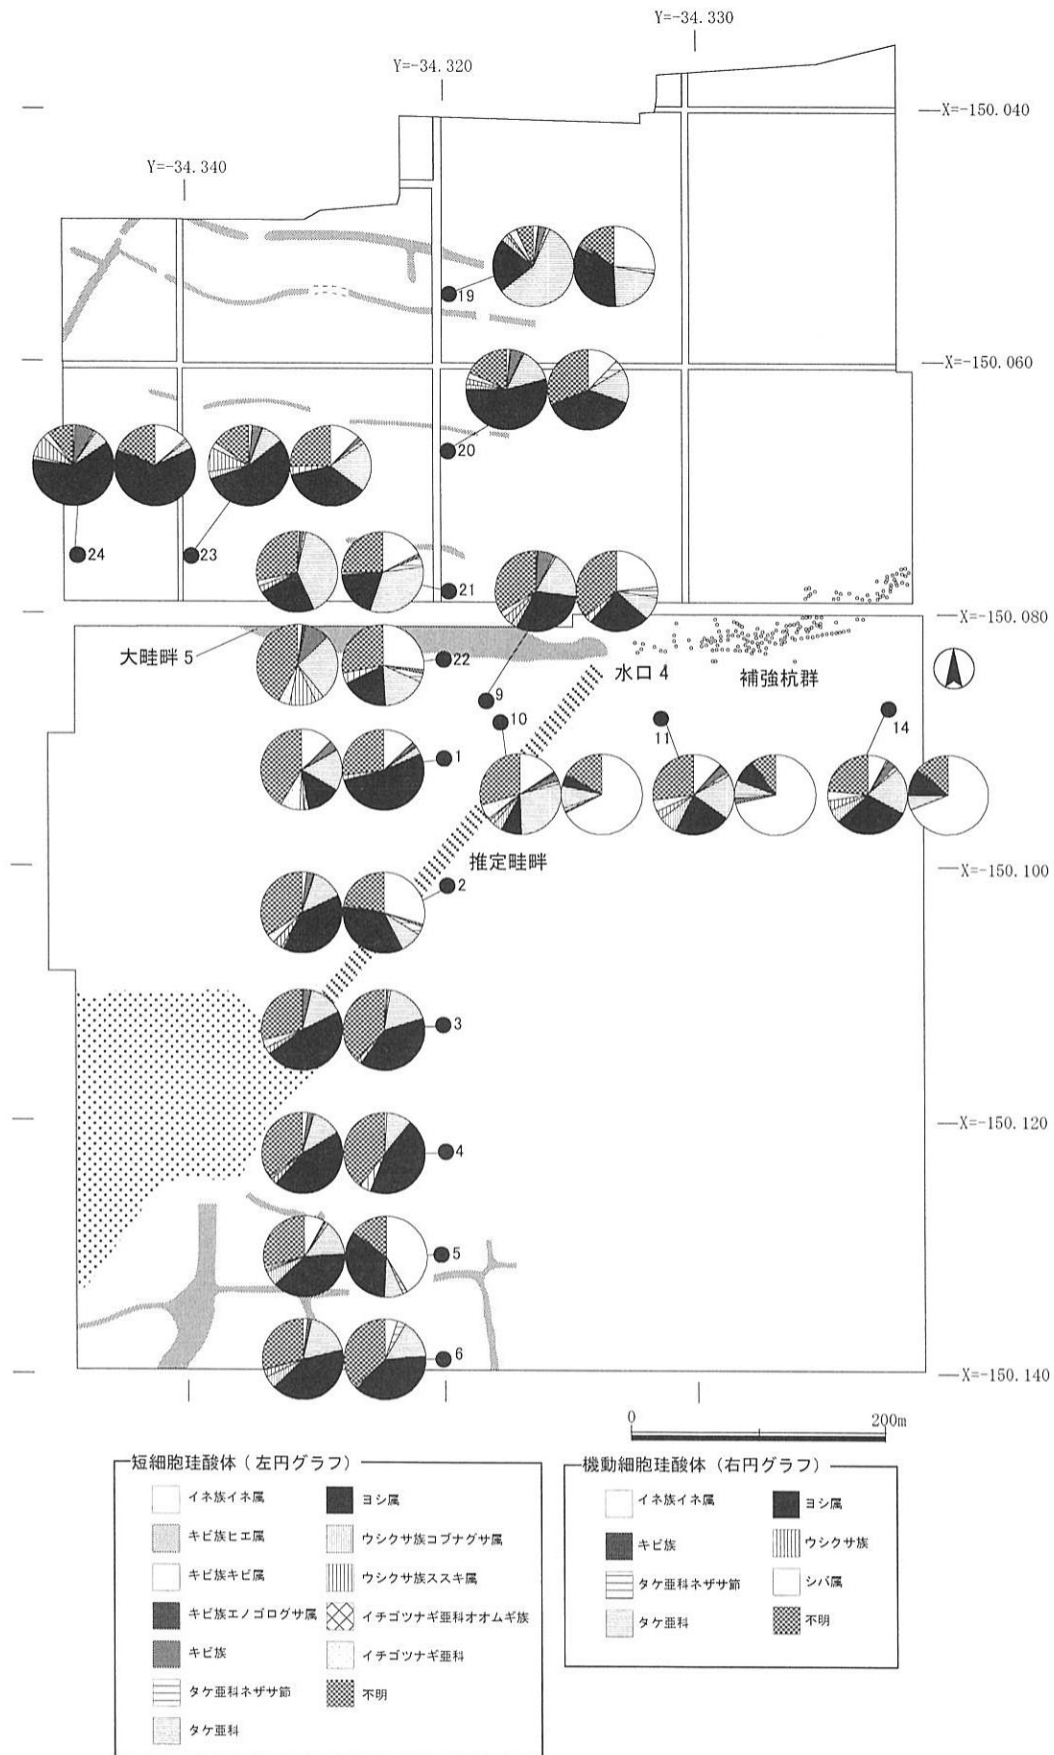 Y=-34.330
Y=-34.320
X=-150.040
Y=-34.340
19
X=-150.060
20
24
23
21
X=-150.080
大畦畔5
22
水口4
補強杭群
9
10
11
14
1
推定畦畔
2
X=-150.100
3
X=-150.120
4
5
6
X=-150.140
0
200m
短細胞珪酸体(左円グラフ)
イネ族イネ属
キビ族ヒエ属
キビ族キビ属
キビ族エノゴログサ属
キビ族
タケ亜科ネザサ節
タケ亜科
ヨシ属
ウシクサ族コブナグサ属
ウシクサ族ススキ属
イチゴツナギ亜科オオムギ族
イチゴツナギ亜科
不明
機動細胞珪酸体(右円グラフ)
イネ族イネ属
キビ族
タケ亜科ネザサ節
タケ亜科
ヨシ属
ウシクサ族
シバ属
不明